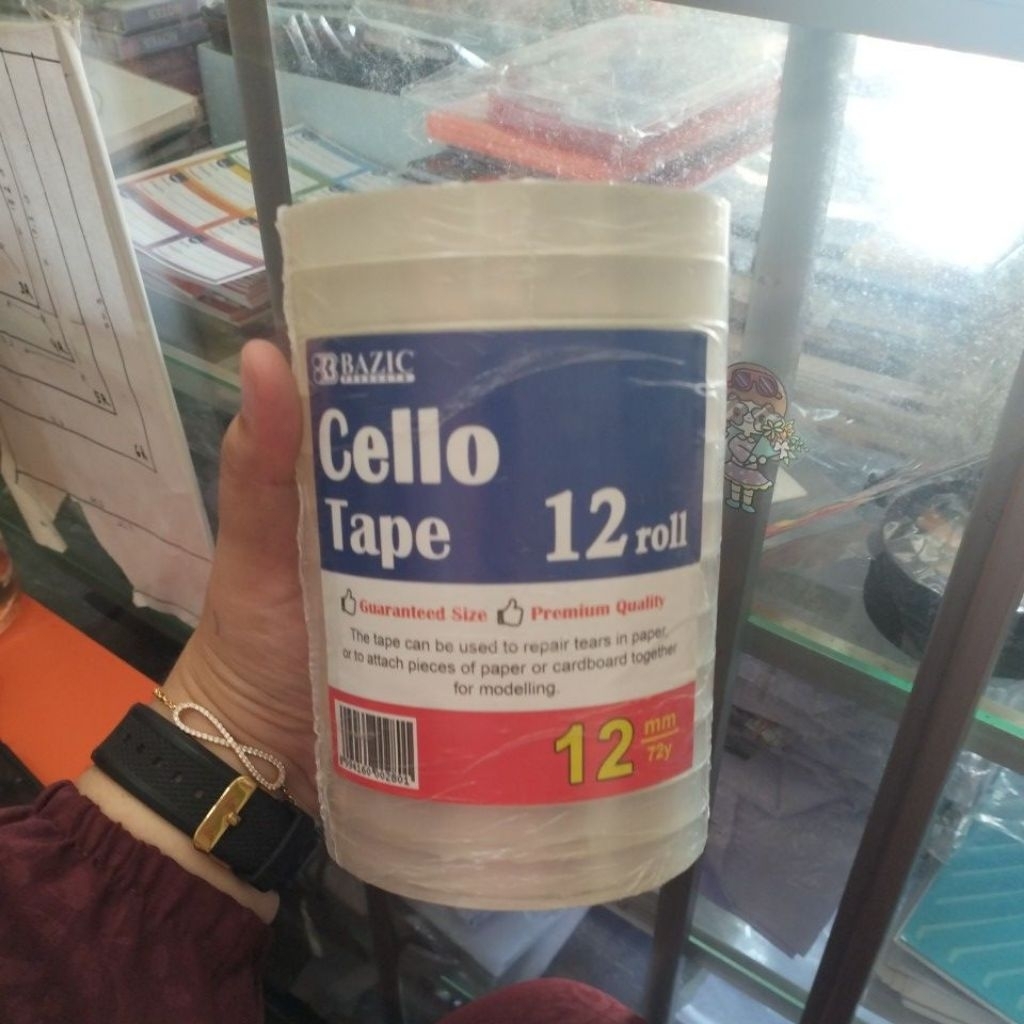 BAZIC
PRODUCTS
Cello
Tape
12 roll
Guaranteed Size Premium Quality
The tape can be used to repair tears in paper,
or to attach pieces of paper or cardboard together
for modelling.
12 mm
72y